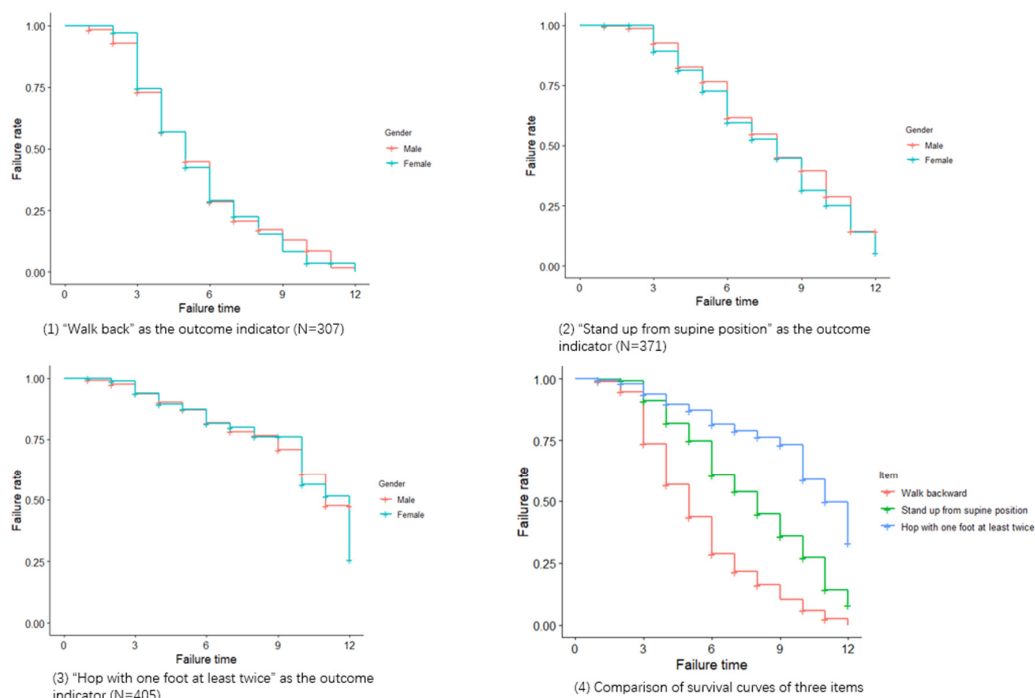 1.00
0.75
0.50
0.25
0.00
Failure rate
0 3 6 9 12
Failure time
Gender
Male
Female
(1) “Walk back” as the outcome indicator (N=307)
1.00
0.75
0.50
0.25
0.00
Failure rate
0 3 6 9 12
Failure time
Gender
Male
Female
(2) “Stand up from supine position” as the outcome
indicator (N=371)
1.00
0.75
0.50
0.25
0.00
Failure rate
0 3 6 9 12
Failure time
Gender
Male
Female
(3) “Hop with one foot at least twice” as the outcome
indicator (N=405)
1.00
0.75
0.50
0.25
0.00
Failure rate
0 3 6 9 12
Failure time
Item
Walk backward
Stand up from supine position
Hop with one foot at least twice
(4) Comparison of survival curves of three items